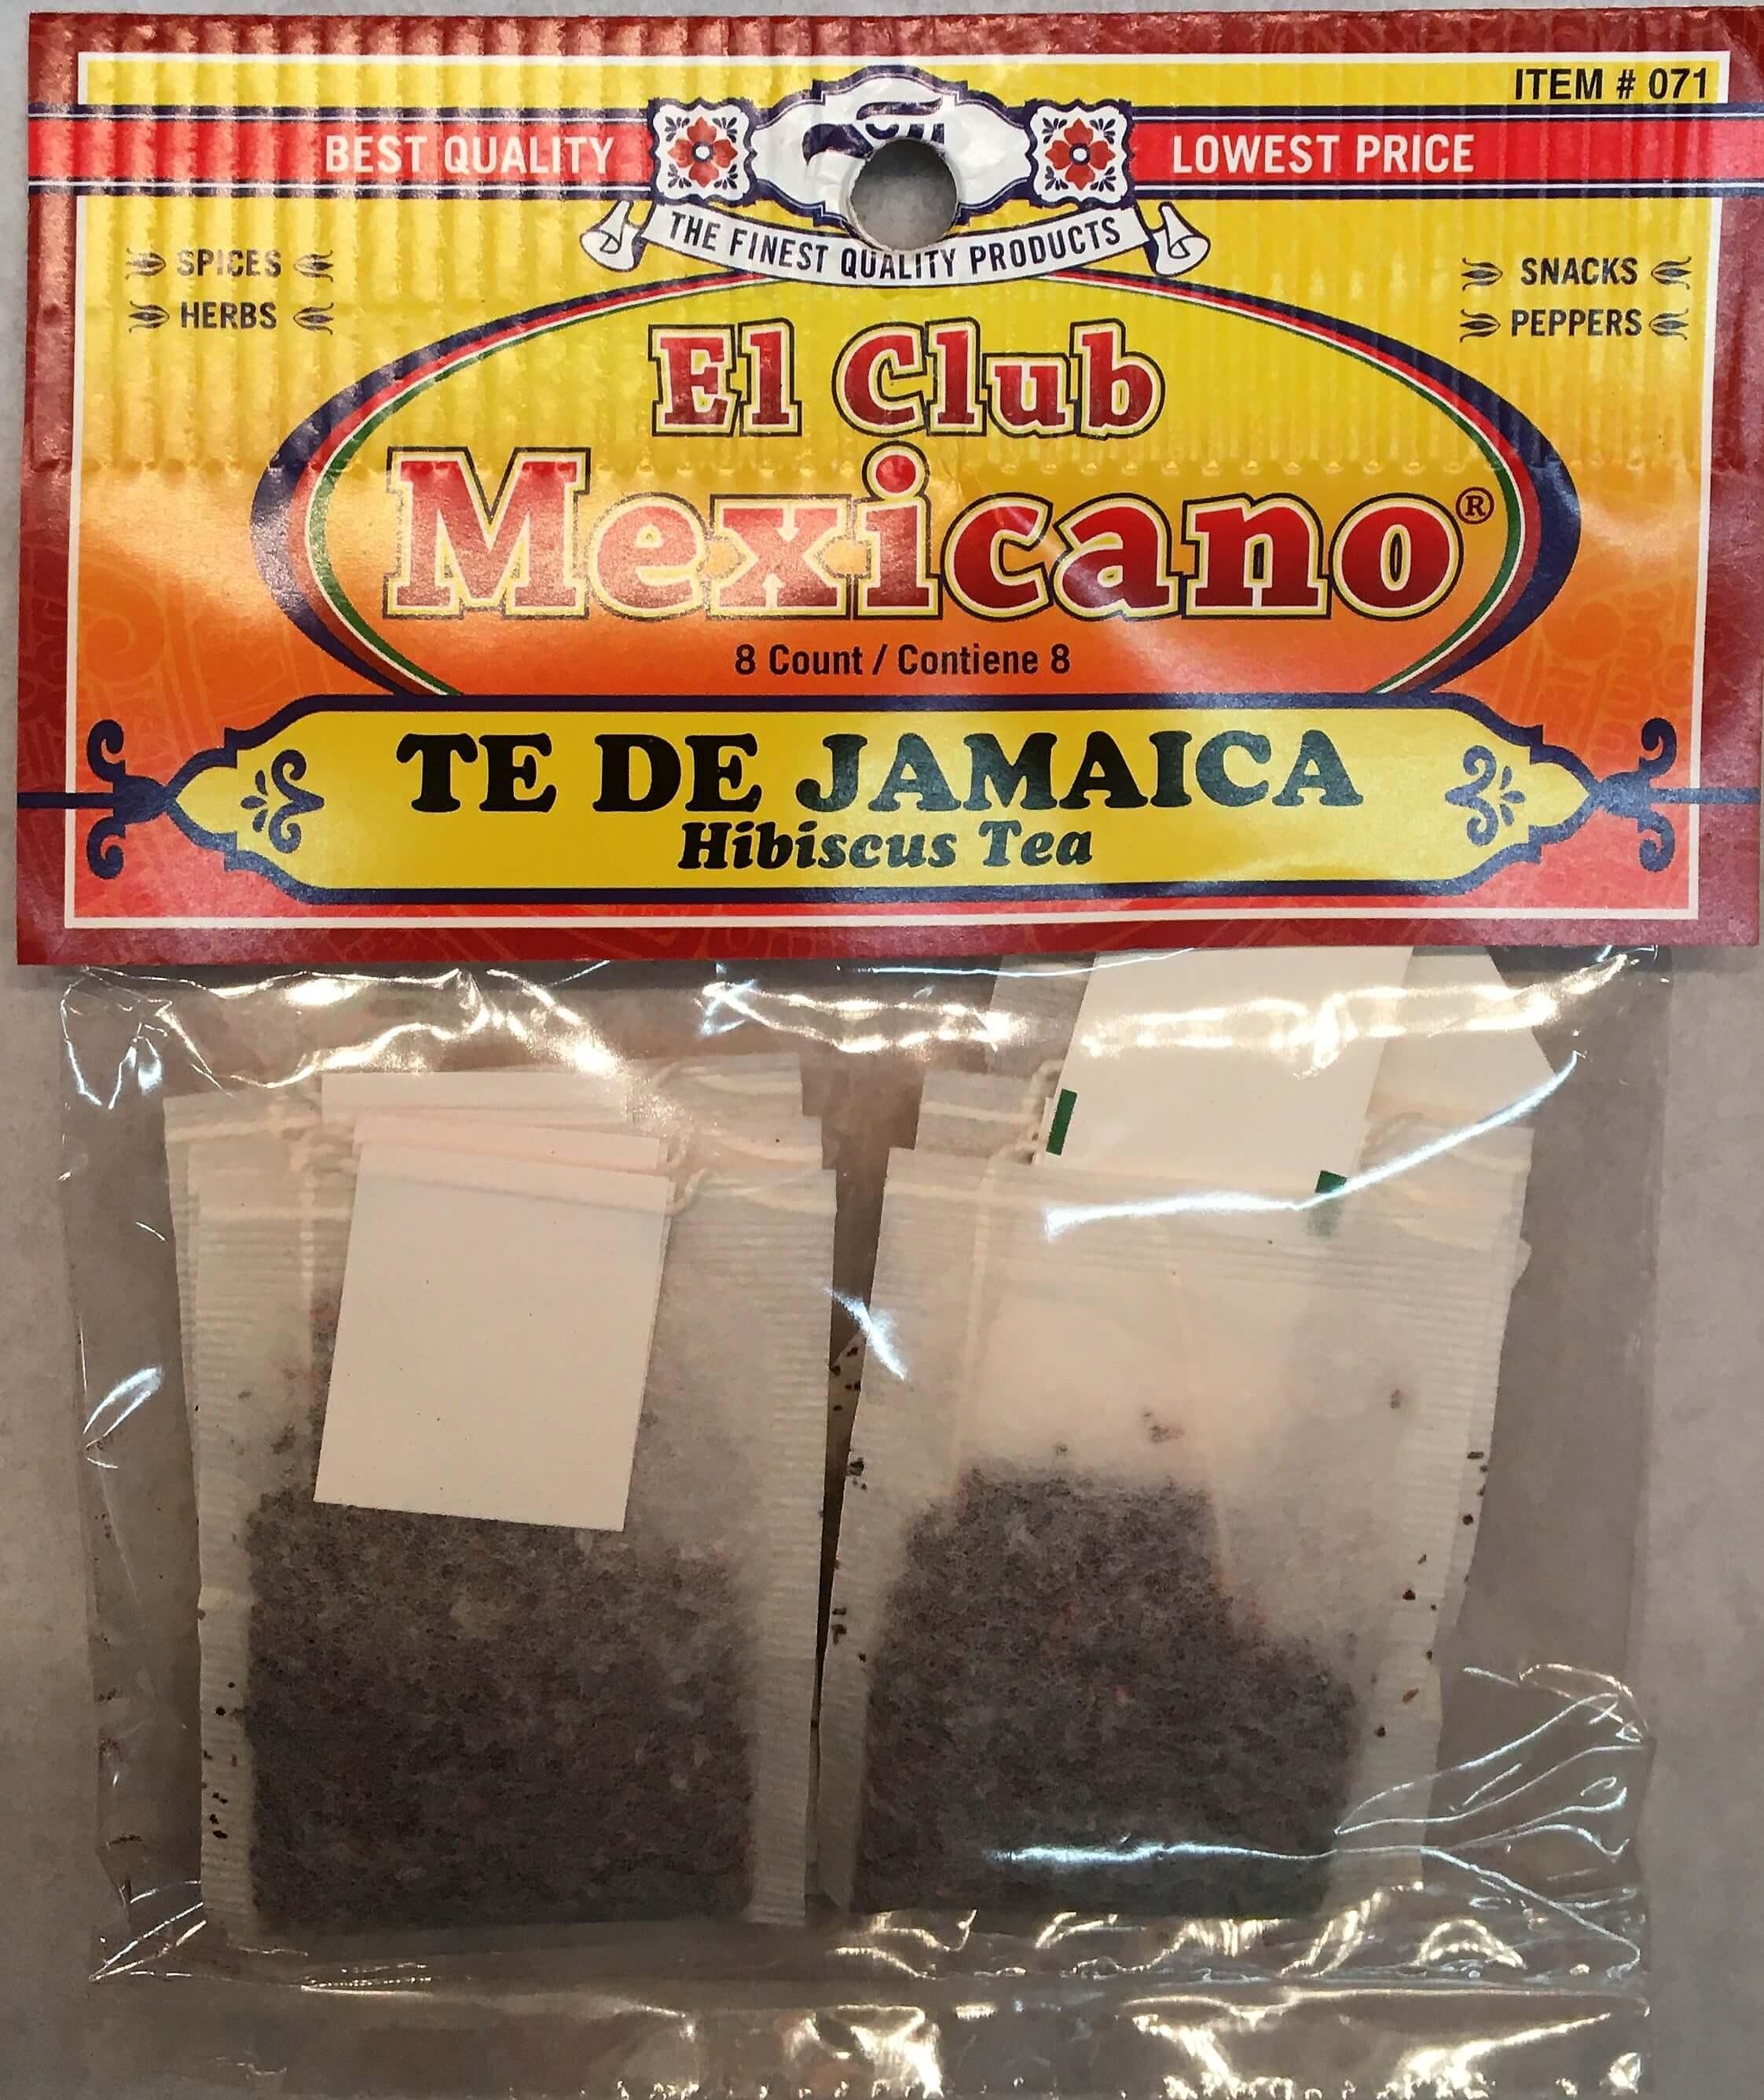 ITEM # 071
BEST QUALITY
LOWEST PRICE
THE FINEST QUALITY PRODUCTS
SPICES
HERBS
SNACKS
PEPPERS
El Club
Mexicano®
8 Count / Contiene 8
TE DE JAMAICA
Hibiscus Tea